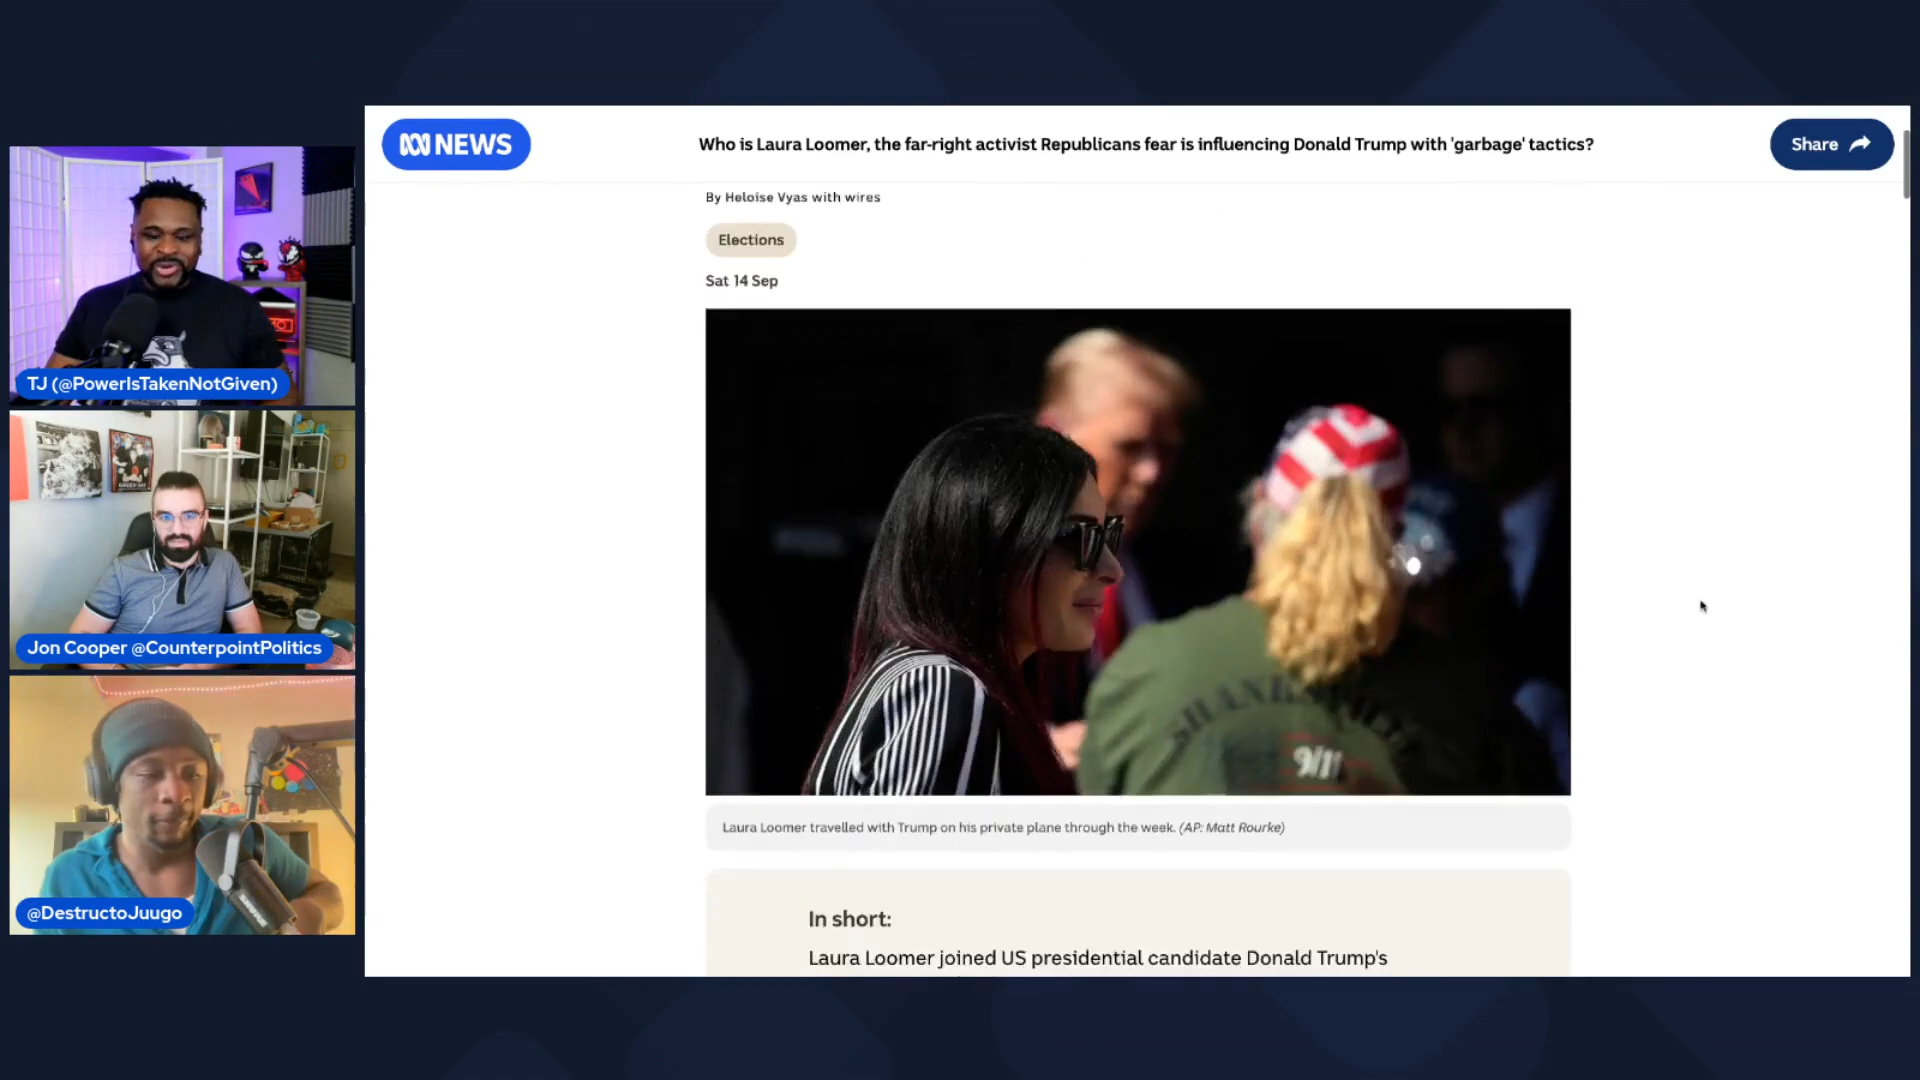 NEWS
Who is Laura Loomer, the far-right activist Republicans fear is influencing Donald Trump with 'garbage' tactics?
Share
By Heloise Vyas with wires
Elections
Sat 14 Sep
9/11
Laura Loomer travelled with Trump on his private plane through the week. (AP: Matt Rourke)
In short:
Laura Loomer joined US presidential candidate Donald Trump's
TJ (@PowerIsTakenNotGiven)
Jon Cooper @CounterpointPolitics
@DestructoJuugo